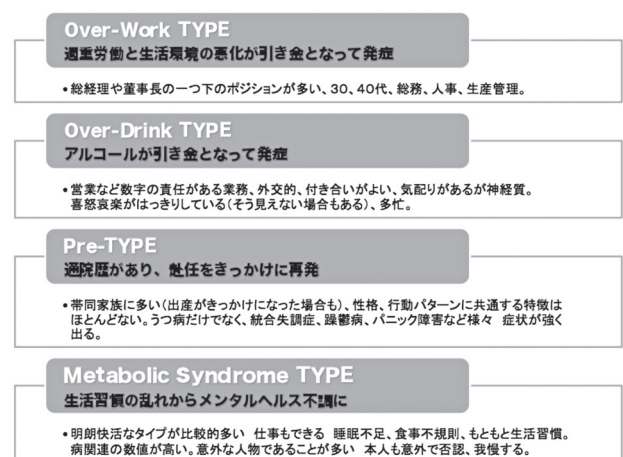 Over-Work TYPE
過重労働と生活環境の悪化が引き金となって発症
•総経理や董事長の一つ下のポジションが多い、30、40代、総務、人事、生産管理。
Over-Drink TYPE
アルコールが引き金となって発症
•営業など数字の責任がある業務、外交的、付き合いがよい、気配りがあるが神経質。
喜怒哀楽がはっきりしている(そう見えない場合もある)、多忙。
Pre-TYPE
通院歴があり、赴任をきっかけに再発
•帯同家族に多い(出産がきっかけになった場合も)、性格、行動パターンに共通する特徴は
ほとんどない。うつ病だけでなく、統合失調症、躁鬱病、パニック障害など様々 症状が強く
出る。
Metabolic Syndrome TYPE
生活習慣の乱れからメンタルヘルス不調に
•明朗快活なタイプが比較的多い 仕事もできる 睡眠不足、食事不規則、もともと生活習慣。
病関連の数値が高い。意外な人物であることが多い 本人も意外で否認、我慢する。